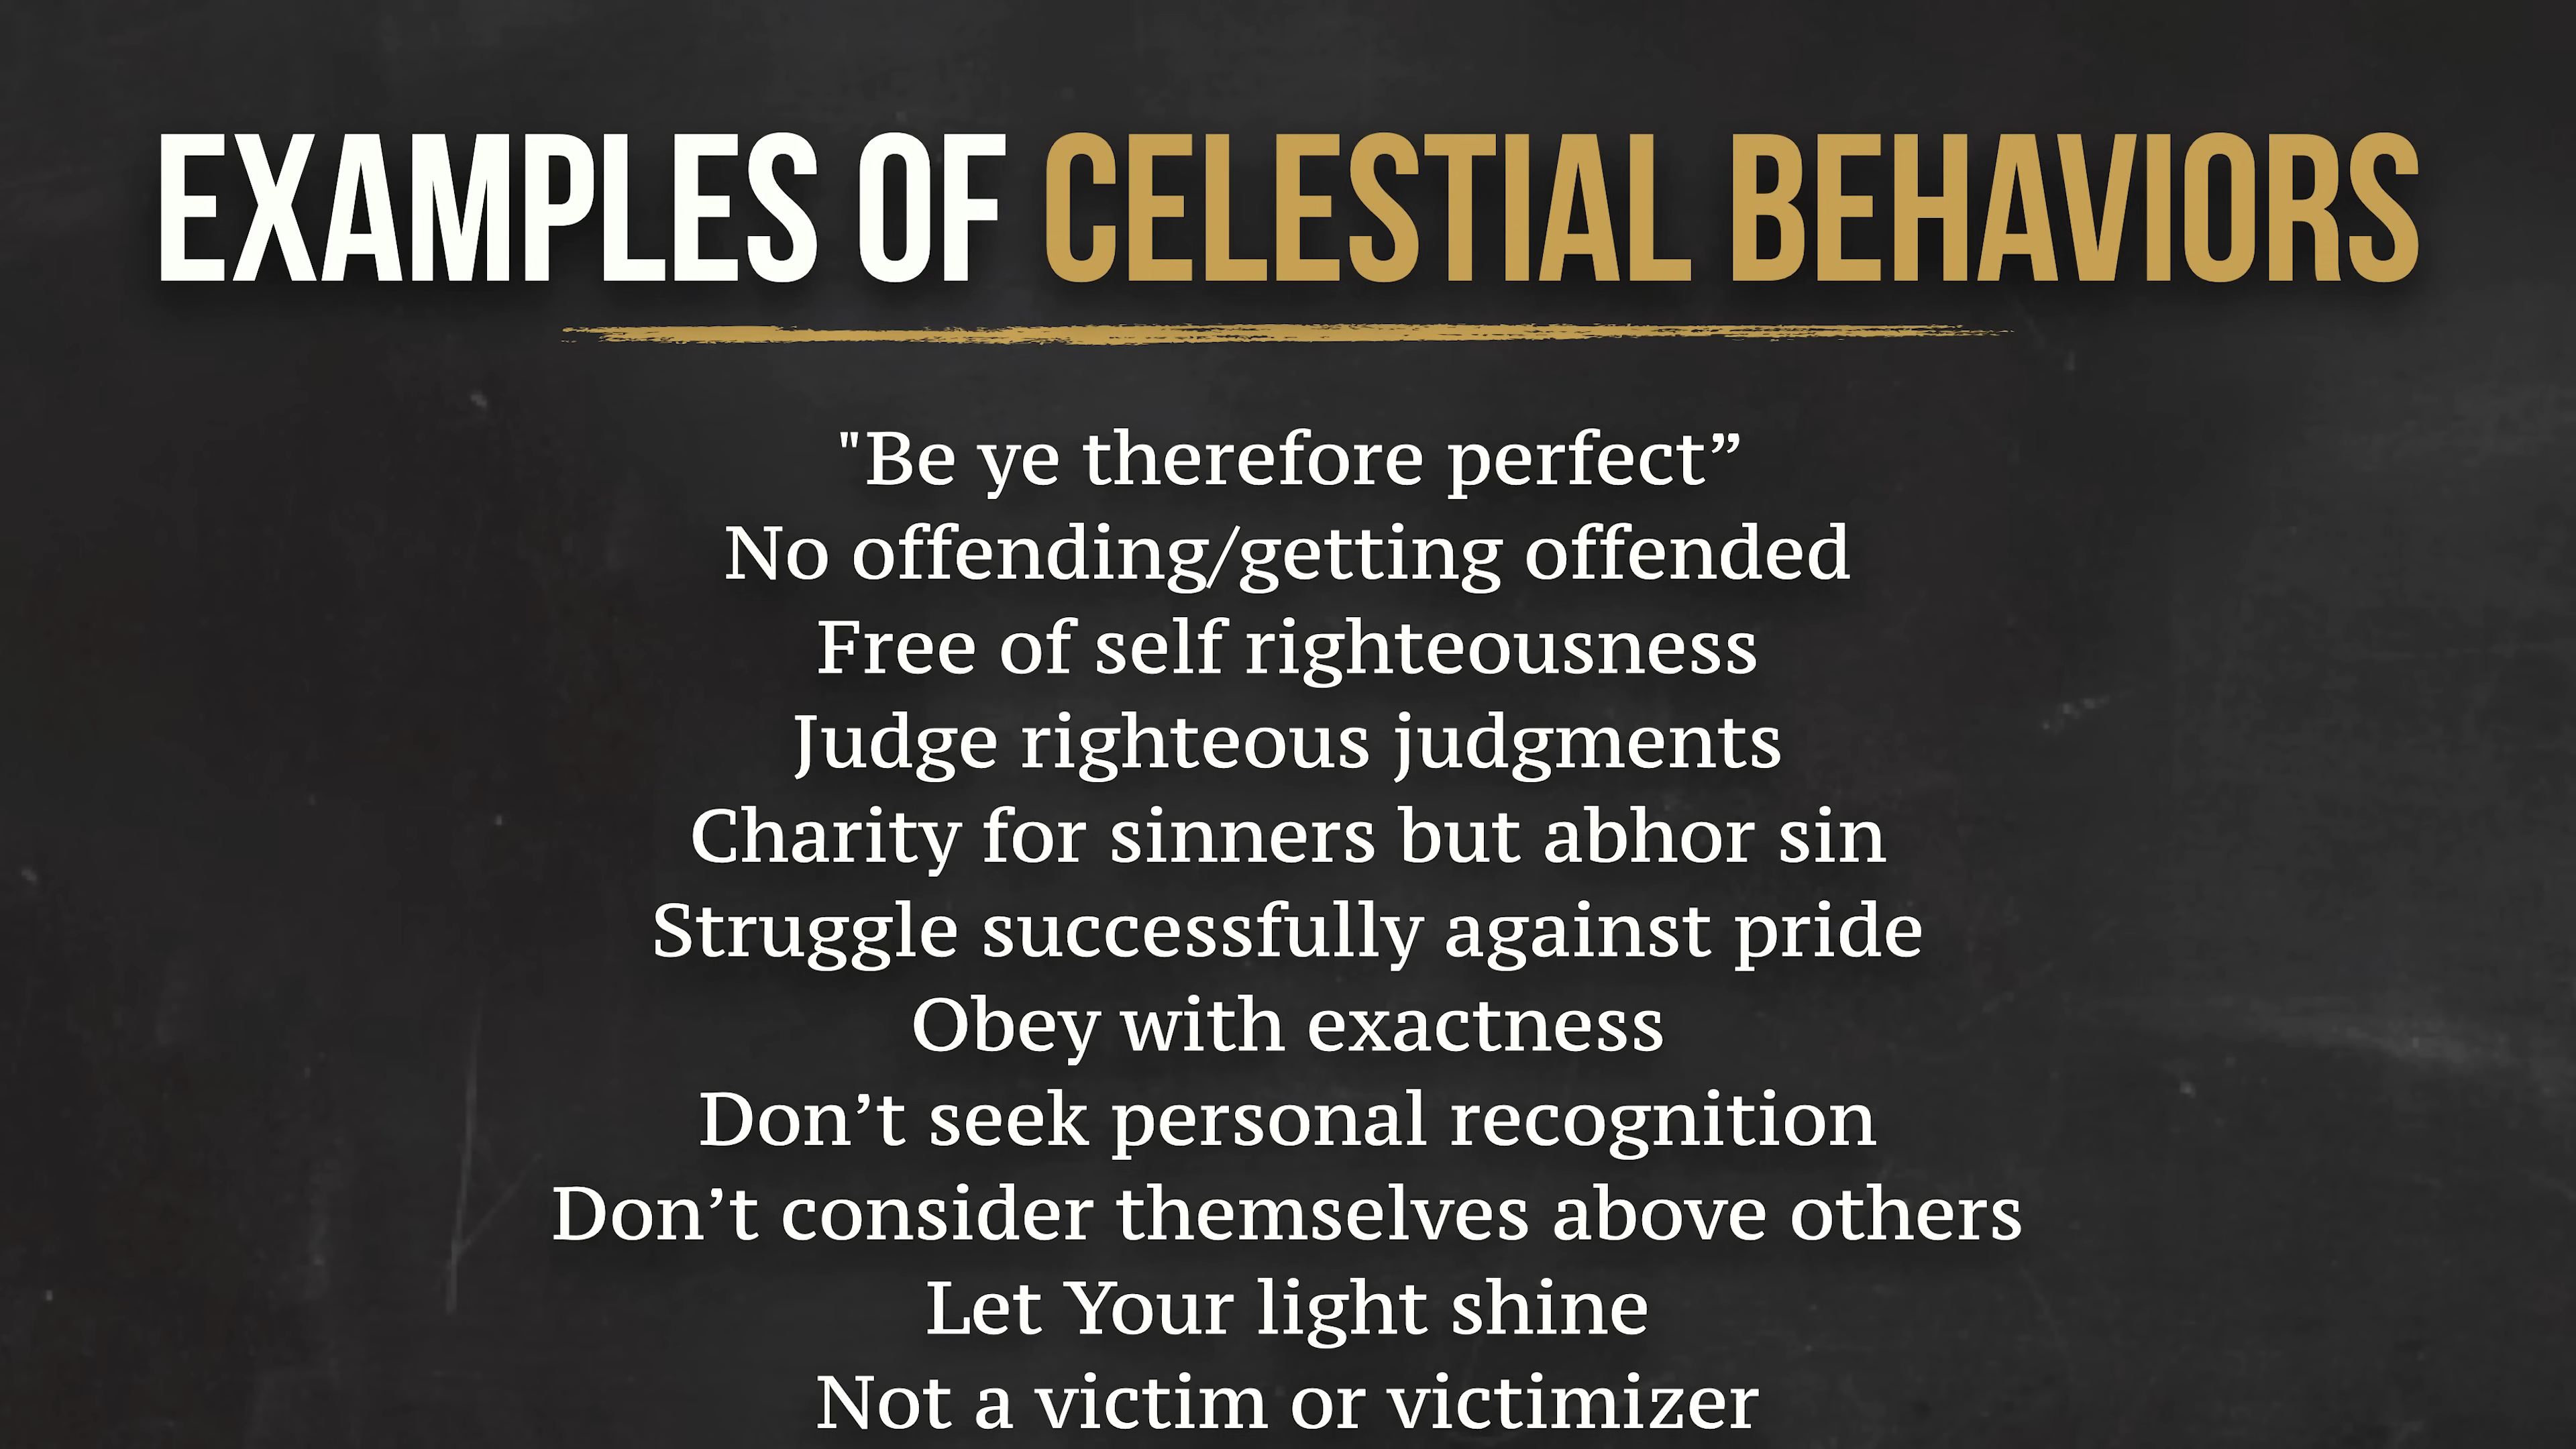 EXAMPLES OF CELESTIAL BEHAVIORS
"Be ye therefore perfect”
No offending/getting offended
Free of self righteousness
Judge righteous judgments
Charity for sinners but abhor sin
Struggle successfully against pride
Obey with exactness
Don’t seek personal recognition
Don’t consider themselves above others
Let Your light shine
Not a victim or victimizer